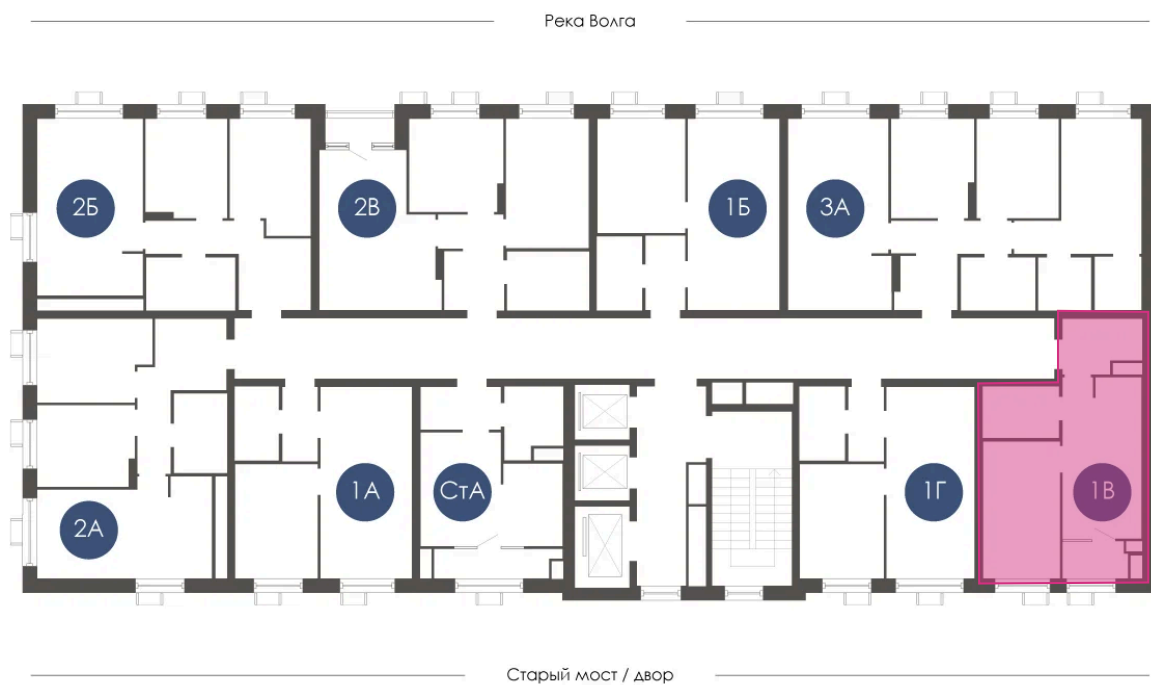 Река Волга
2Б
2В
1Б
3А
2А
1А
СтА
1Г
1В
Старый мост / двор